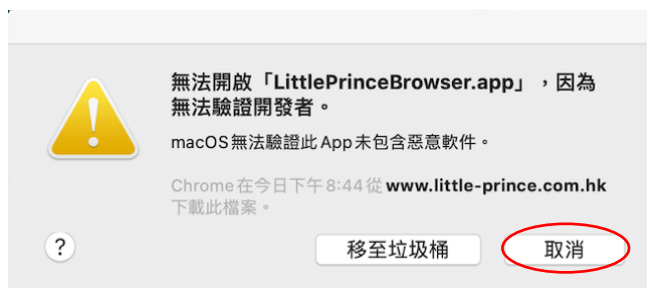 無法開啟「LittlePrinceBrowser.app」，因為
無法驗證開發者。
macOS 無法驗證此 App 未包含惡意軟件。
Chrome 在今日下午 8:44 從 www.little-prince.com.hk
下載此檔案。
?
移至垃圾桶
取消